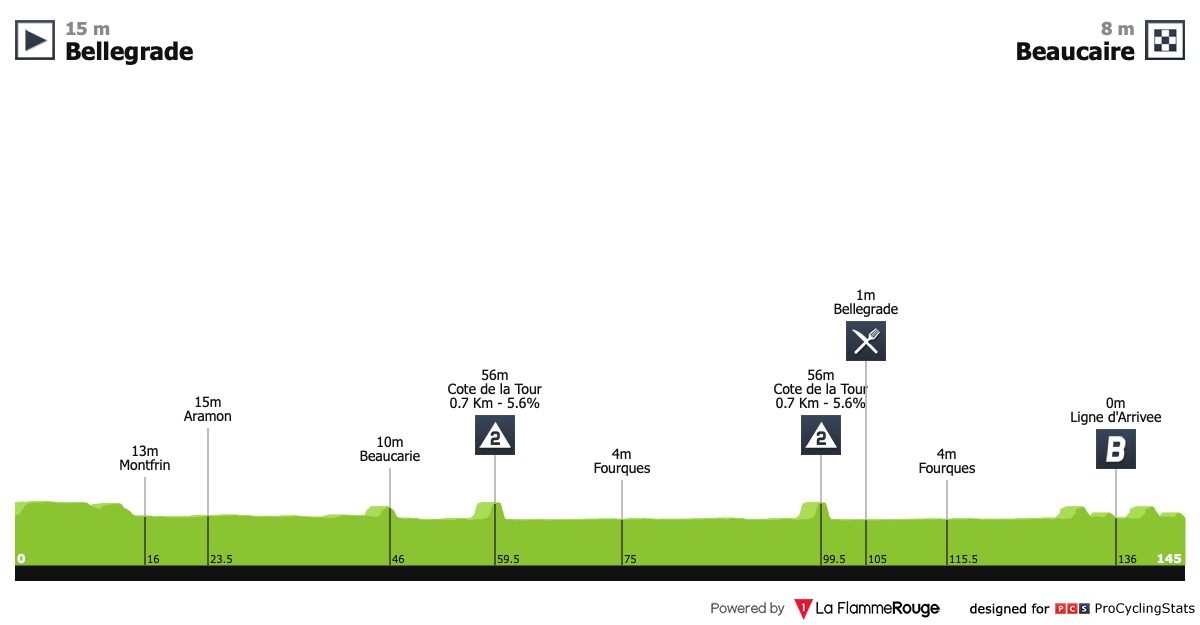 15 m
Bellegrade
8 m
Beaucaire
1m
Bellegrade
56m
Cote de la Tour
0.7 Km - 5.6%
2
56m
Cote de la Tour
0.7 Km - 5.6%
2
15m
Aramon
0m
Ligne d'Arrivee
B
10m
Beaucarie
13m
Montfrin
4m
Fourques
4m
Fourques
0
16
23.5
46
59.5
75
99.5
105
115.5
136
145
Powered by 1 La FlammeRouge designed for PCS ProCyclingStats